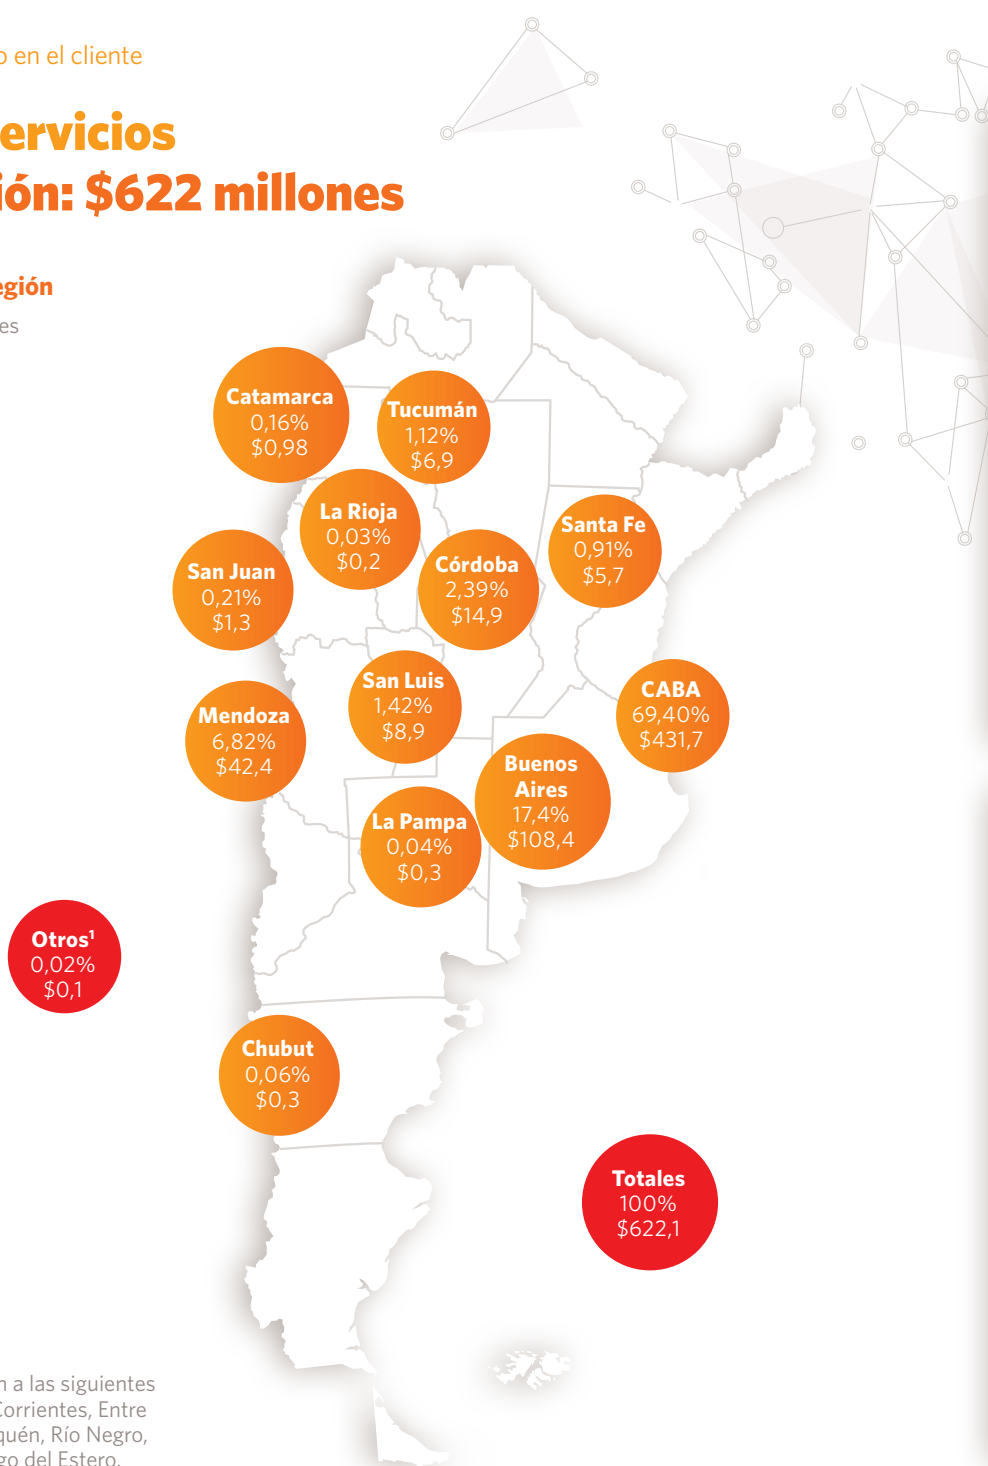 o en el cliente
ervicios
ión: $622 millones
egión
es
Catamarca
0,16%
$0,98
Tucumán
1,12%
$6,9
La Rioja
0,03%
$0,2
Santa Fe
0,91%
$5,7
San Juan
0,21%
$1,3
Córdoba
2,39%
$14,9
San Luis
1,42%
$8,9
CABA
69,40%
$431,7
Mendoza
6,82%
$42,4
Buenos
Aires
17,4%
$108,4
La Pampa
0,04%
$0,3
Otros¹
0,02%
$0,1
Chubut
0,06%
$0,3
Totales
100%
$622,1
n a las siguientes
Corrientes, Entre
quén, Río Negro,
go del Estero.